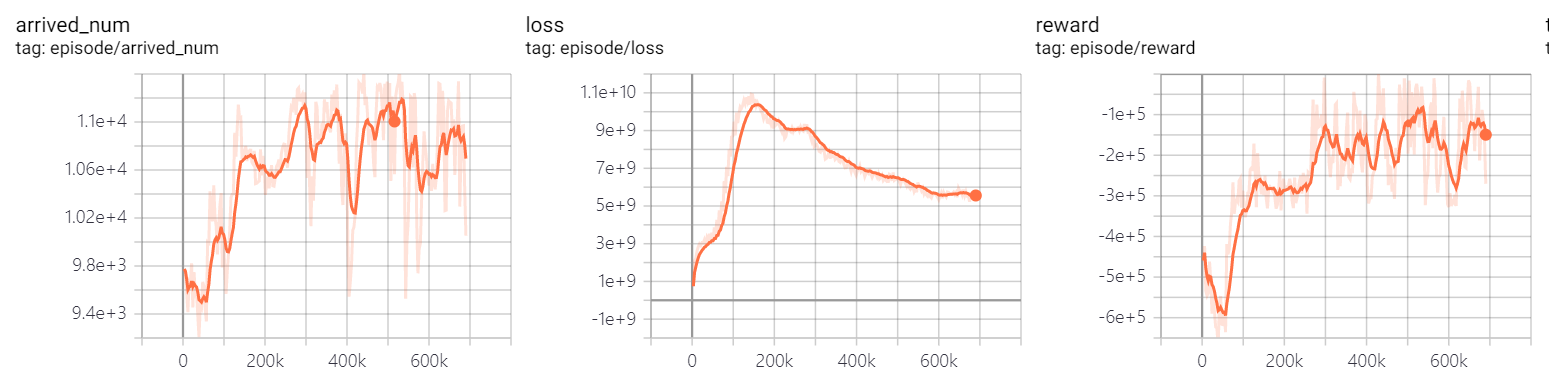 arrived_num
tag: episode/arrived_num
1.1e+4
1.06e+4
1.02e+4
9.8e+3
9.4e+3
0 200k 400k 600k
loss
tag: episode/loss
1.1e+10
9e+9
7e+9
5e+9
3e+9
1e+9
-1e+9
0 200k 400k 600k
reward
tag: episode/reward
-1e+5
-2e+5
-3e+5
-4e+5
-5e+5
-6e+5
0 200k 400k 600k